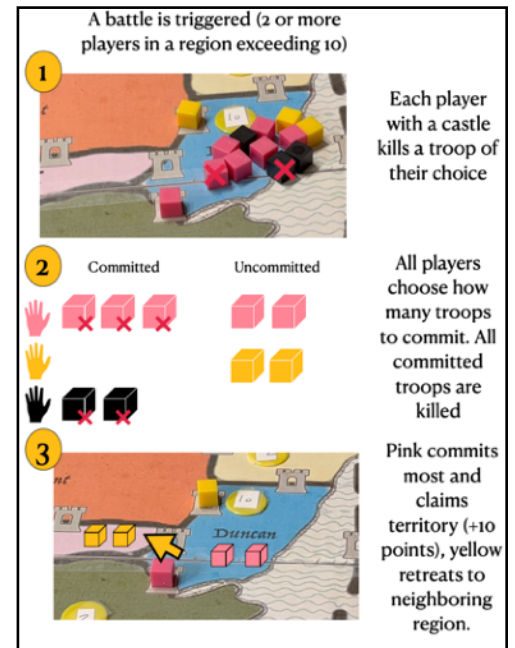 A battle is triggered (2 or more
players in a region exceeding 10)
1
Each player
with a castle
kills a troop of
their choice
2
Committed
Uncommitted
All players
choose how
many troops
to commit. All
committed
troops are
killed
3
Duncan
Pink commits
most and
claims
territory (+10
points), yellow
retreats to
neighboring
region.